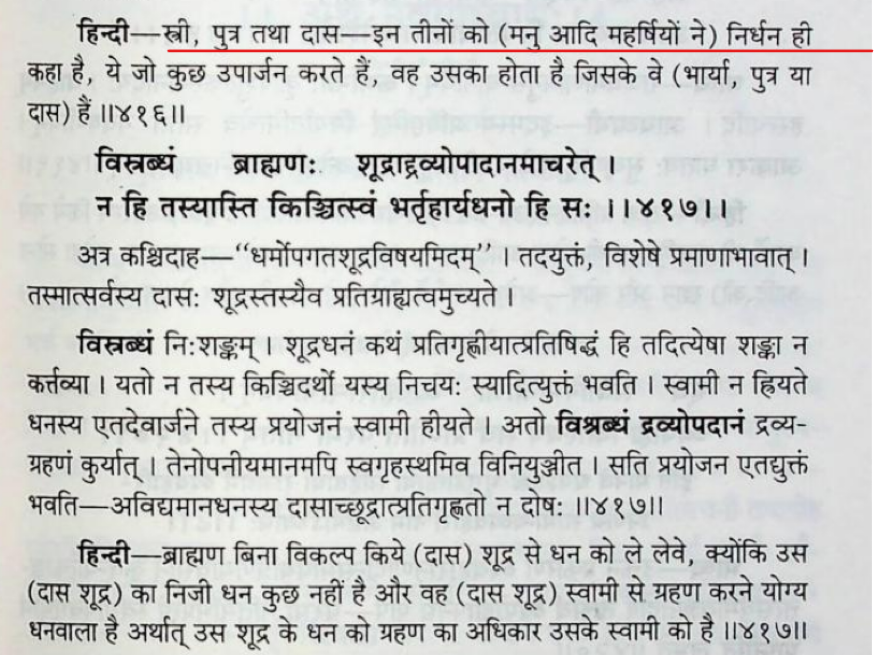 हिन्दी—स्त्री, पुत्र तथा दास—इन तीनों को (मनु आदि महर्षियों ने) निर्धन ही
कहा है, ये जो कुछ उपार्जन करते हैं, वह उसका होता है जिसके वे (भार्या, पुत्र या
दास) हैं ॥४१६॥
विस्रब्धं ब्राह्मणः शूद्राद्द्रव्योपादानमाचरेत् ।
न हि तस्यास्ति किञ्चित्स्वं भर्तृहार्यधनो हि सः ।।४१७।।
अत्र कश्चिदाह—‘‘धर्मोपगतशूद्रविषयमिदम्’’ । तदयुक्तं, विशेषे प्रमाणाभावात् ।
तस्मात्सर्वस्य दासः शूद्रस्तस्यैव प्रतिग्राह्यत्वमुच्यते ।
विस्रब्धं निःशङ्कम् । शूद्रधनं कथं प्रतिगृह्णीयात्प्रतिषिद्धं हि तदित्येषा शङ्का न
कर्त्तव्या । यतो न तस्य किञ्चिदर्थो यस्य निचयः स्यादित्युक्तं भवति । स्वामी न ह्रियते
धनस्य एतदेवार्जने तस्य प्रयोजनं स्वामी हीयते । अतो विश्रब्धं द्रव्योपदानं द्रव्य-
ग्रहणं कुर्यात् । तेनोपनीयमानमपि स्वगृहस्थमिव विनियुञ्जीत । सति प्रयोजन एतद्युक्तं
भवति—अविद्यमानधनस्य दासाच्छूद्रात्प्रतिगृह्णतो न दोषः ॥४१७॥
हिन्दी—ब्राह्मण बिना विकल्प किये (दास) शूद्र से धन को ले लेवे, क्योंकि उस
(दास शूद्र) का निजी धन कुछ नहीं है और वह (दास शूद्र) स्वामी से ग्रहण करने योग्य
धनवाला है अर्थात् उस शूद्र के धन को ग्रहण का अधिकार उसके स्वामी को है ॥४१७॥